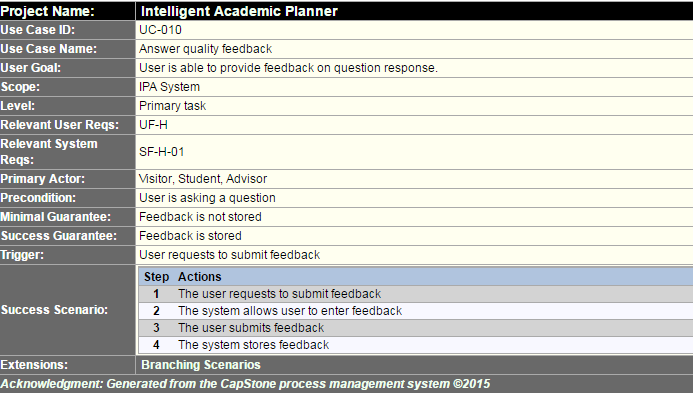 Project Name: Intelligent Academic Planner
Use Case ID: UC-010
Use Case Name: Answer quality feedback
User Goal: User is able to provide feedback on question response.
Scope: IPA System
Level: Primary task
Relevant User Reqs: UF-H
Relevant System
Reqs: SF-H-01
Primary Actor: Visitor, Student, Advisor
Precondition: User is asking a question
Minimal Guarantee: Feedback is not stored
Success Guarantee: Feedback is stored
Trigger: User requests to submit feedback
Success Scenario:
Step Actions
1 The user requests to submit feedback
2 The system allows user to enter feedback
3 The user submits feedback
4 The system stores feedback
Extensions: Branching Scenarios
Acknowledgment: Generated from the CapStone process management system ©2015